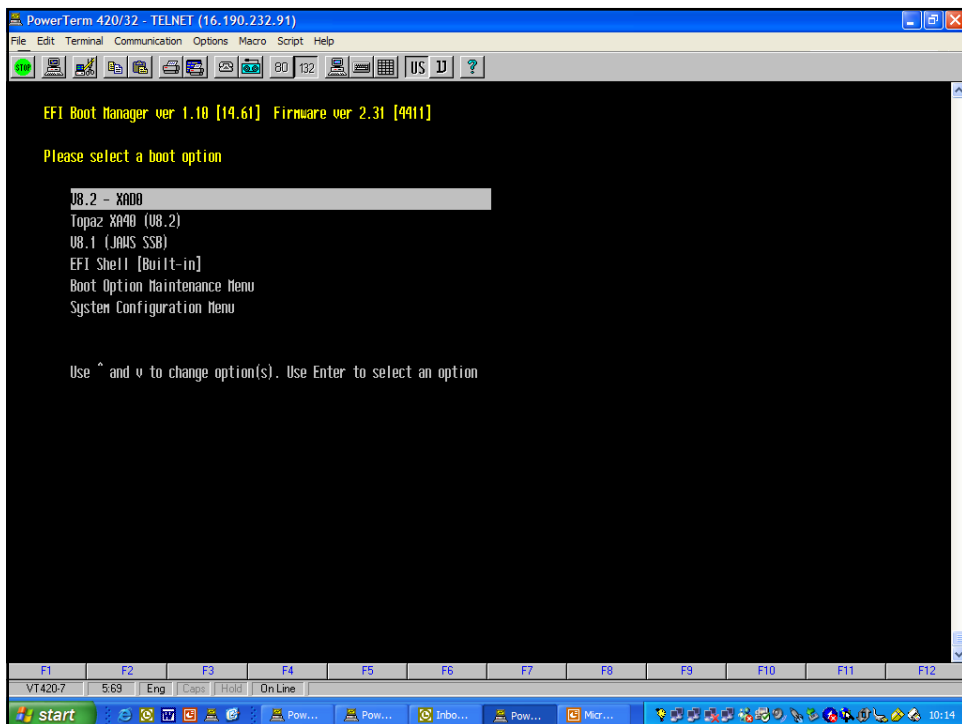 PowerTerm 420/32 - TELNET (16.190.232.91)
File Edit Terminal Communication Options Macro Script Help
STOP 80 132 US ?
EFI Boot Manager ver 1.10 [14.61] Firmware ver 2.31 [4411]
Please select a boot option
V8.2 - XAD0
Topaz XA40 (V8.2)
V8.1 (JAWS SSB)
EFI Shell [Built-in]
Boot Option Maintenance Menu
System Configuration Menu
Use ^ and v to change option(s). Use Enter to select an option
F1 F2 F3 F4 F5 F6 F7 F8 F9 F10 F11 F12
VT420-7 5:69 Eng Caps Hold On Line
start Pow... Pow... Inbo... Pow... Micr... 10:14